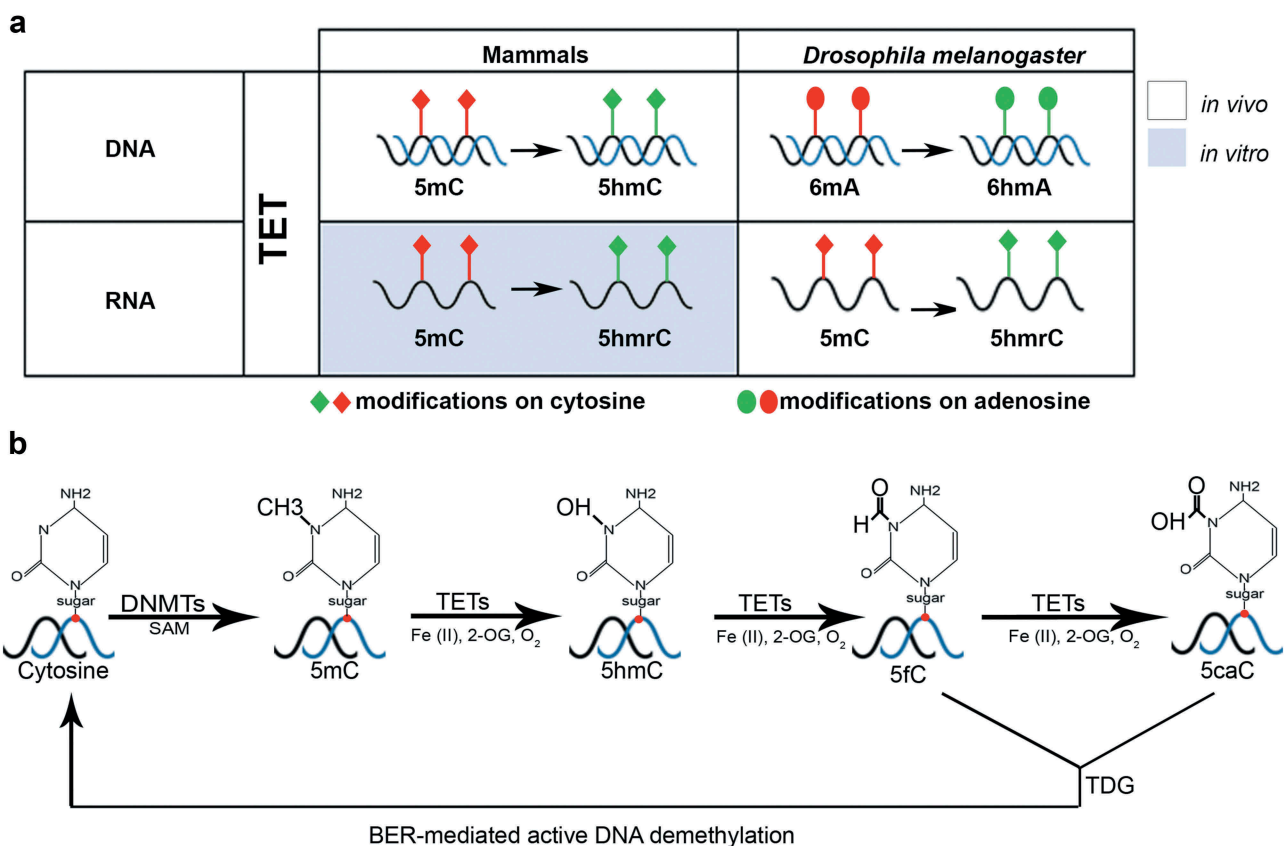 a
Mammals
Drosophila melanogaster
DNA
TET
5mC
5hmC
6mA
6hmA
in vivo
in vitro
RNA
5mC
5hmrC
5mC
5hmrC
modifications on cytosine
modifications on adenosine
b
NH2
N
O
N
sugar
Cytosine
DNMTs
SAM
NH2
CH3
N
O
N
sugar
5mC
TETs
Fe (II), 2-OG, O2
NH2
OH
N
O
N
sugar
5hmC
TETs
Fe (II), 2-OG, O2
O
NH2
H
N
O
N
sugar
5fC
TETs
Fe (II), 2-OG, O2
O
NH2
OH
N
O
N
sugar
5caC
TDG
BER-mediated active DNA demethylation